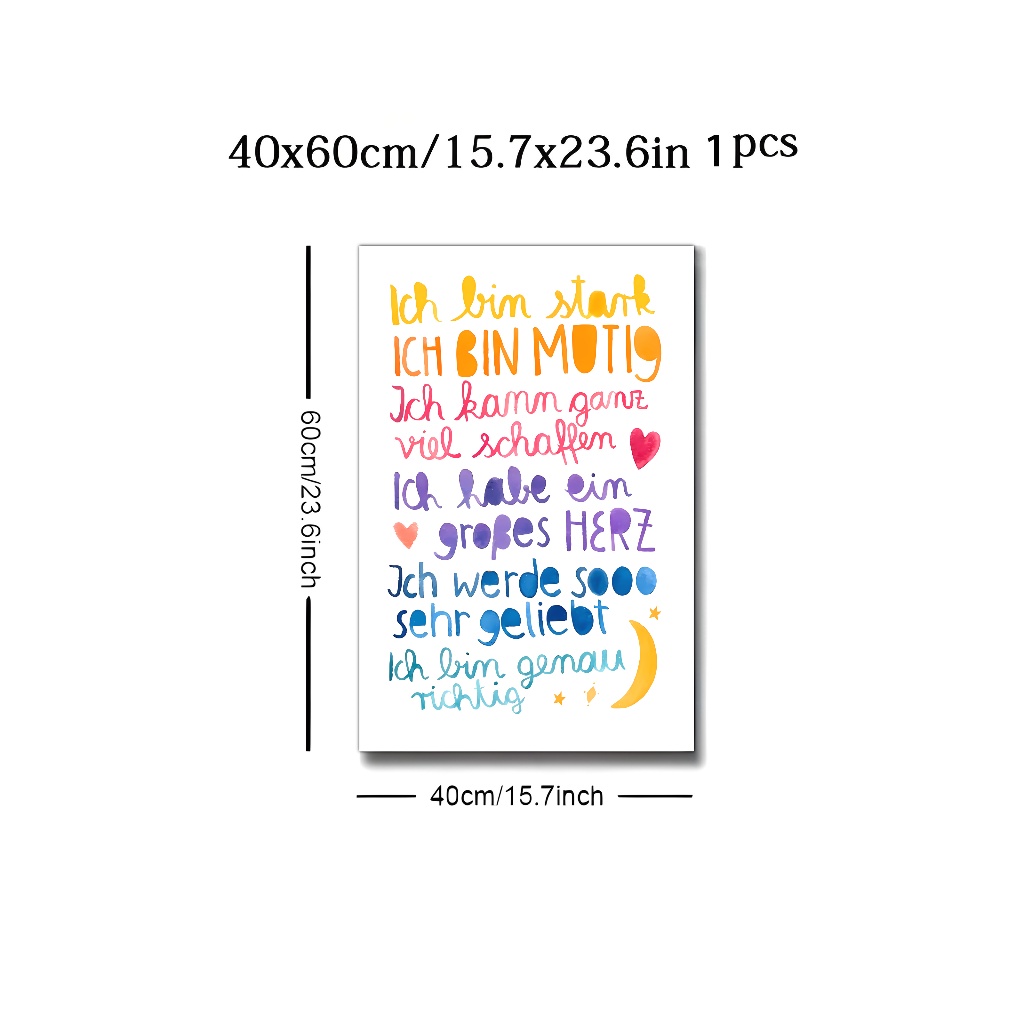 40x60cm/15.7x23.6in 1pcs
Ich bin stark
ICH BIN MUTIG
Ich kann ganz
viel schaffen
Ich habe ein
großes HERZ
Ich werde sooo
sehr geliebt
Ich bin genau
richtig
60cm/23.6inch
40cm/15.7inch